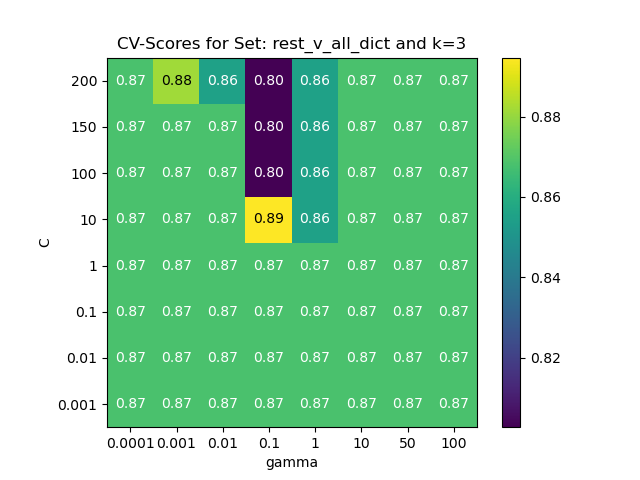 CV-Scores for Set: rest_v_all_dict and k=3
200 0.87 0.88 0.86 0.80 0.86 0.87 0.87 0.87
150 0.87 0.87 0.87 0.80 0.86 0.87 0.87 0.87
100 0.87 0.87 0.87 0.80 0.86 0.87 0.87 0.87
10 0.87 0.87 0.87 0.89 0.86 0.87 0.87 0.87
1 0.87 0.87 0.87 0.87 0.87 0.87 0.87 0.87
0.1 0.87 0.87 0.87 0.87 0.87 0.87 0.87 0.87
0.01 0.87 0.87 0.87 0.87 0.87 0.87 0.87 0.87
0.001 0.87 0.87 0.87 0.87 0.87 0.87 0.87 0.87
C
0.0001 0.001 0.01 0.1 1 10 50 100
gamma
0.88
0.86
0.84
0.82